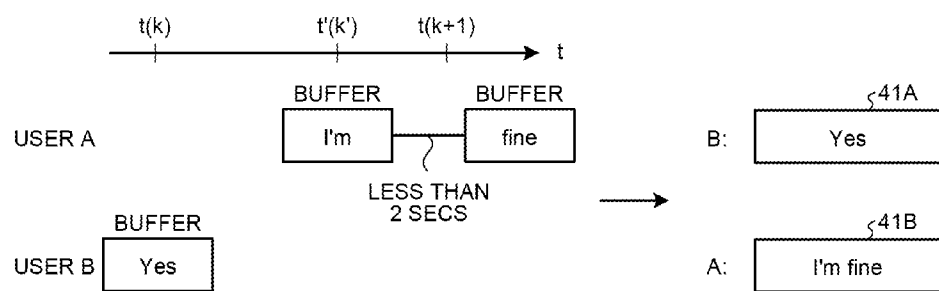 t(k) t'(k') t(k+1)
t
BUFFER BUFFER 41A
USER A I'm fine B: Yes
LESS THAN
2 SECS
BUFFER 41B
USER B Yes A: I'm fine